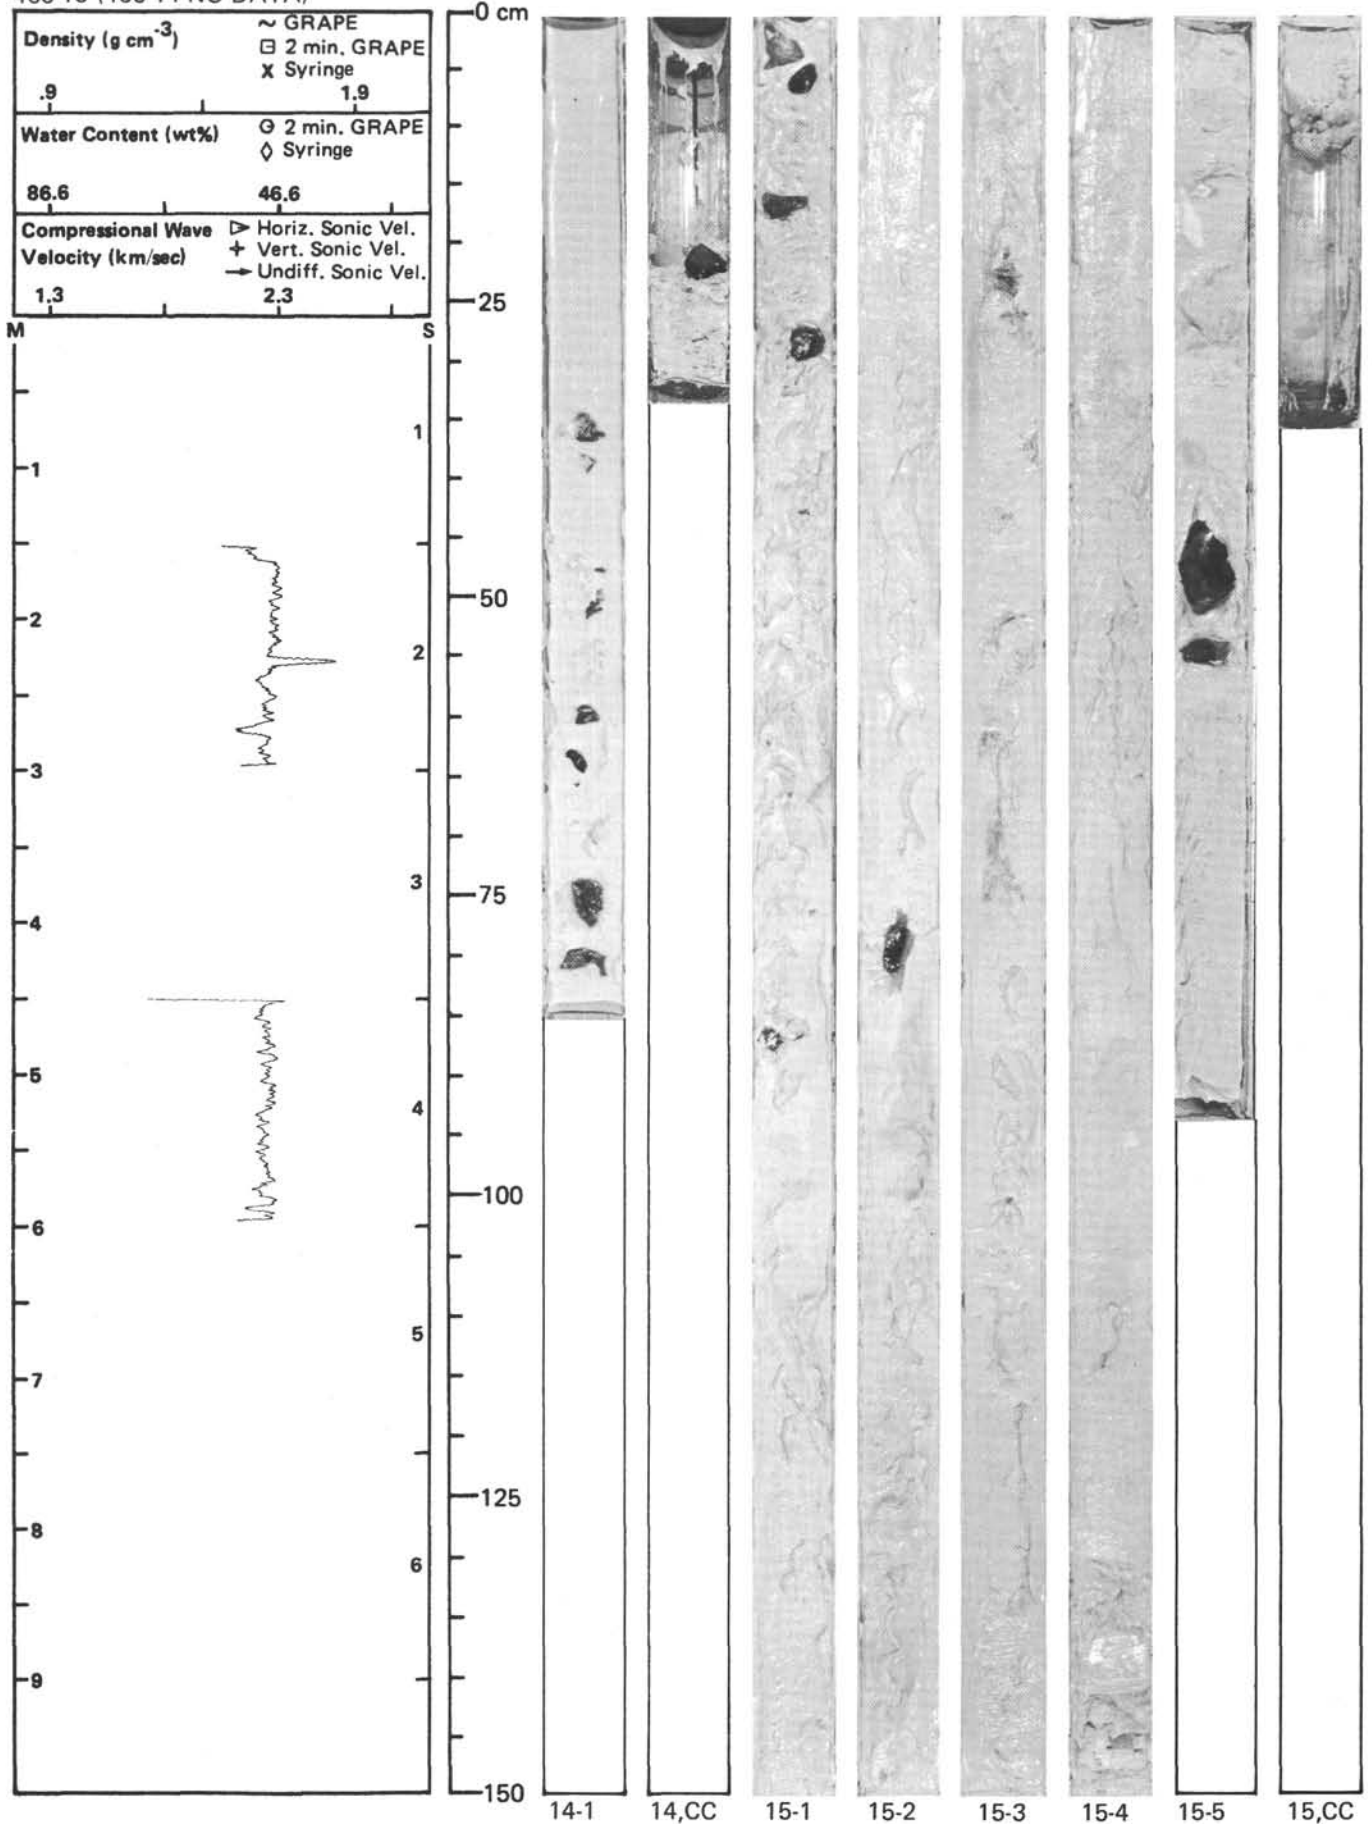 Density (g cm-3)
~ GRAPE
2 min. GRAPE
X Syringe
.9 1.9
Water Content (wt%)
2 min. GRAPE
◊ Syringe
86.6 46.6
Compressional Wave
Velocity (km/sec)
Horiz. Sonic Vel.
+ Vert. Sonic Vel.
→ Undiff. Sonic Vel.
1.3 2.3
M S
1
2
3
4
5
6
7
8
9
1
2
3
4
5
6
0 cm
25
50
75
100
125
150
14-1 14,CC 15-1 15-2 15-3 15-4 15-5 15,CC